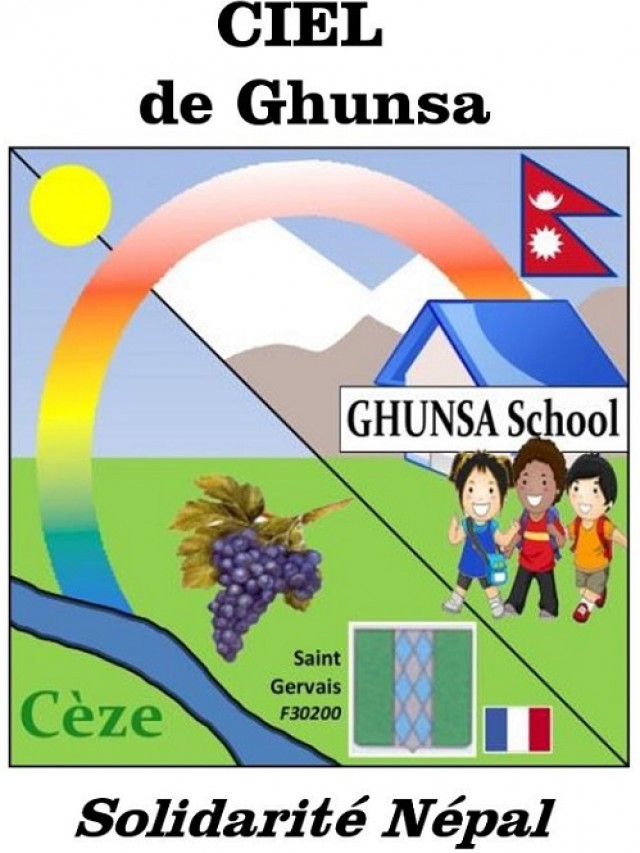 CIEL
de Ghunsa
GHUNSA School
Saint
Gervais
F30200
Cèze
Solidarité Népal